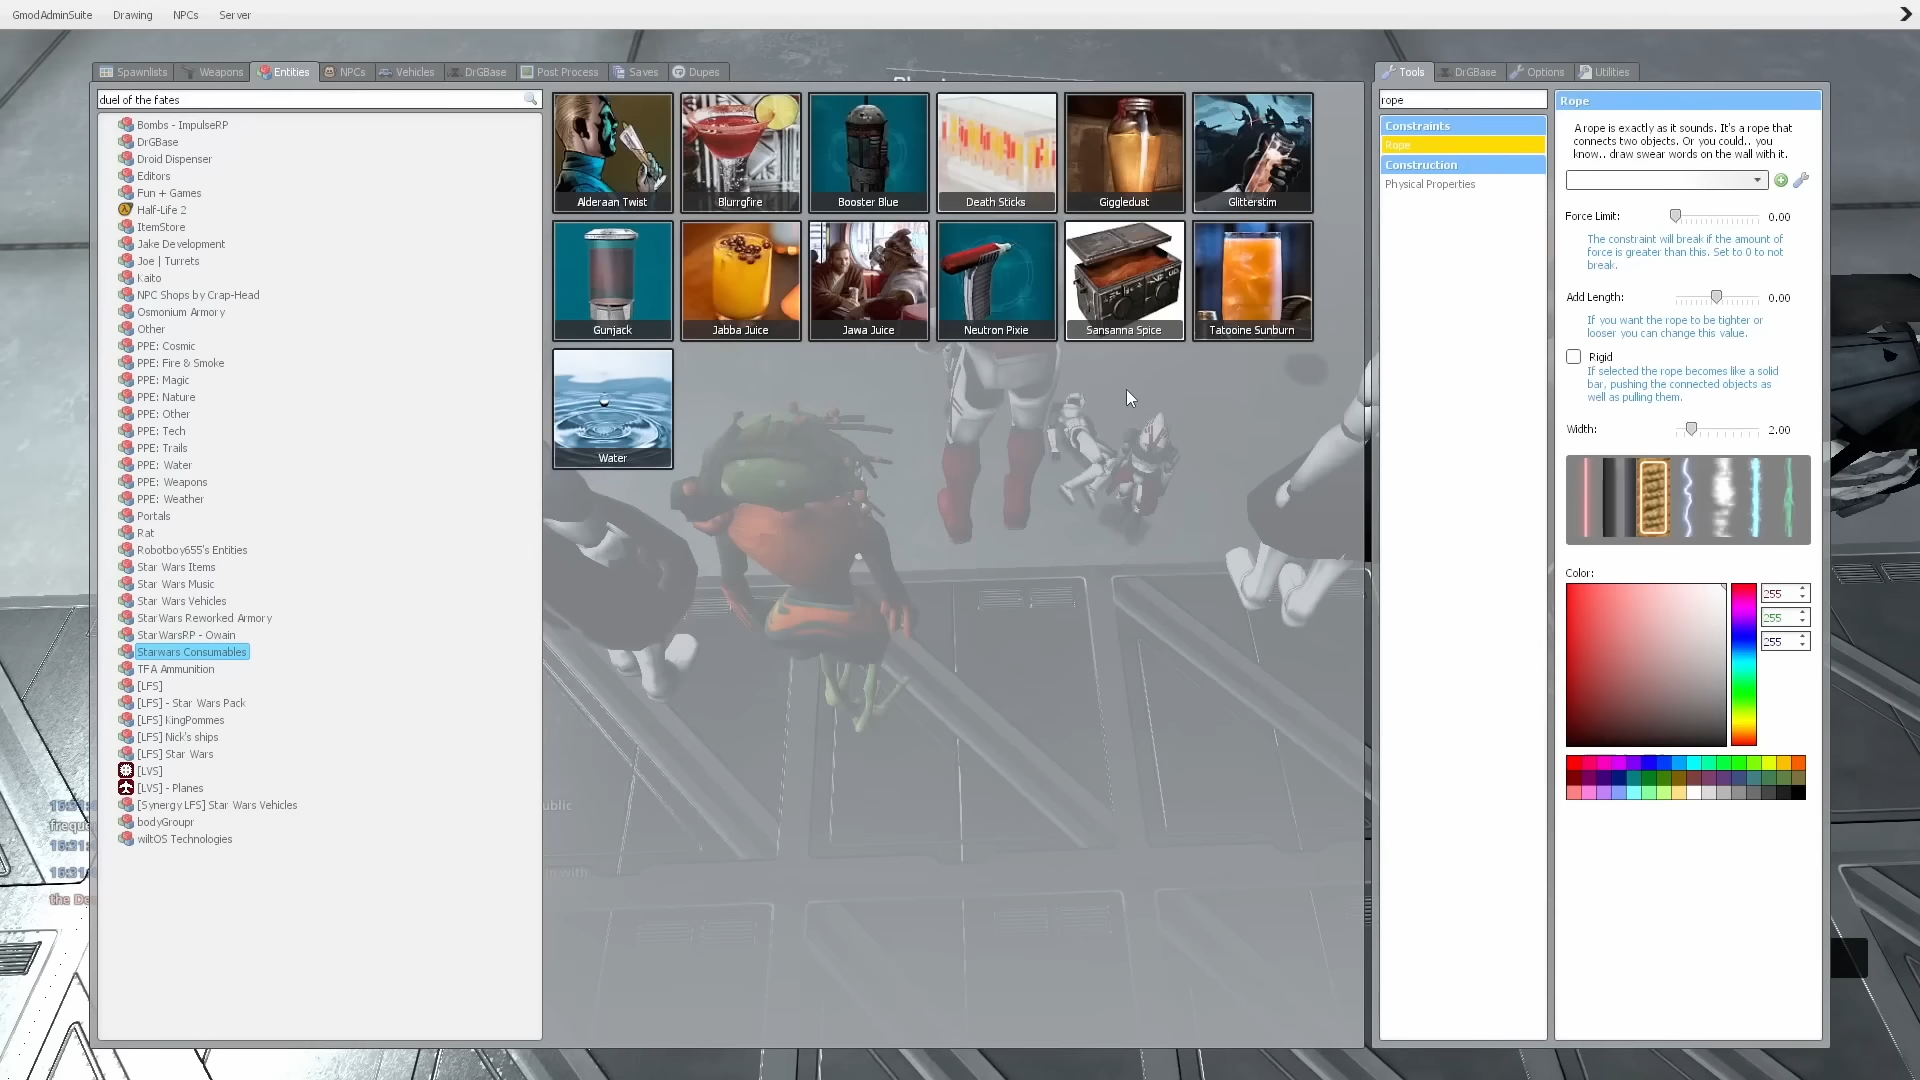 GmodAdminSuite Drawing NPCs Server
Spawnlists Weapons Entities NPCs Vehicles DrGBase Post Process Saves Dupes
duel of the fates
Bombs - ImpulseRP
DrGBase
Droid Dispenser
Editors
Fun + Games
Half-Life 2
ItemStore
Jake Development
Joe | Turrets
Kaito
NPC Shops by Crap-Head
Osmonium Armory
Other
PPE: Cosmic
PPE: Fire & Smoke
PPE: Magic
PPE: Nature
PPE: Other
PPE: Tech
PPE: Trails
PPE: Water
PPE: Weapons
PPE: Weather
Portals
Rat
Robotboy655's Entities
Star Wars Items
Star Wars Music
Star Wars Vehicles
StarWars Reworked Armory
StarWarsRP - Owain
Starwars Consumables
TFA Ammunition
[LFS]
[LFS] - Star Wars Pack
[LFS] KingPommes
[LFS] Nick's ships
[LFS] Star Wars
[LVS]
[LVS] - Planes
[Synergy LFS] Star Wars Vehicles
bodyGroupr
wiltOS Technologies
Alderaan Twist Blurrgfire Booster Blue Death Sticks Giggledust Glitterstim
Gunjack Jabba Juice Jawa Juice Neutron Pixie Sansanna Spice Tatooine Sunburn
Water
Tools DrGBase Options Utilities
rope
Constraints
Rope
Construction
Physical Properties
Rope
A rope is exactly as it sounds. It's a rope that
connects two objects. Or you could.. you
know.. draw swear words on the wall with it.
Force Limit: 0.00
The constraint will break if the amount of
force is greater than this. Set to 0 to not
break.
Add Length: 0.00
If you want the rope to be tighter or
looser you can change this value.
Rigid
If selected the rope becomes like a solid
bar, pushing the connected objects as
well as pulling them.
Width: 2.00
Color:
255
255
255